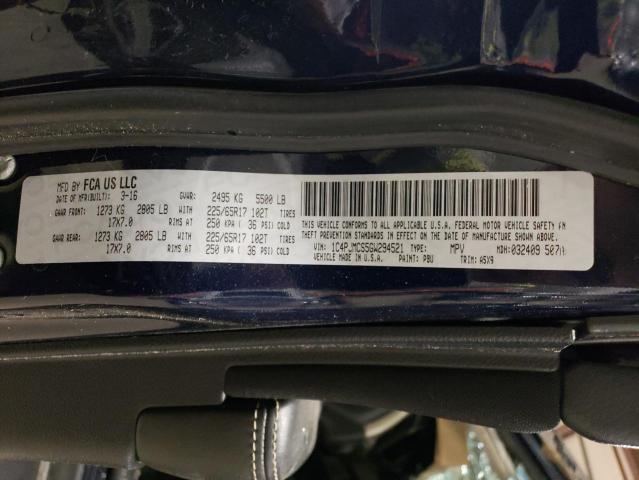 MFD BY FCA US LLC
DATE OF MFR(BUILT): 3-16 GVWR: 2495 KG 5500 LB
GAWR FRONT: 1273 KG 2805 LB WITH 225/65R17 102T TIRES
17X7.0 RIMS AT 250 KPA ( 36 PSI) COLD
GAWR REAR: 1273 KG 2805 LB WITH 225/65R17 102T TIRES
17X7.0 RIMS AT 250 KPA ( 36 PSI) COLD
THIS VEHICLE CONFORMS TO ALL APPLICABLE U.S.A. FEDERAL MOTOR VEHICLE SAFETY AN
THEFT PREVENTION STANDARDS IN EFFECT ON THE DATE OF MANUFACTURE SHOWN ABOVE.
VIN: 1C4PJMCS5GW294521 TYPE: MPV MDH: 032409 507
VEHICLE MADE IN U.S.A. PAINT: PBU TRIM: A5X9